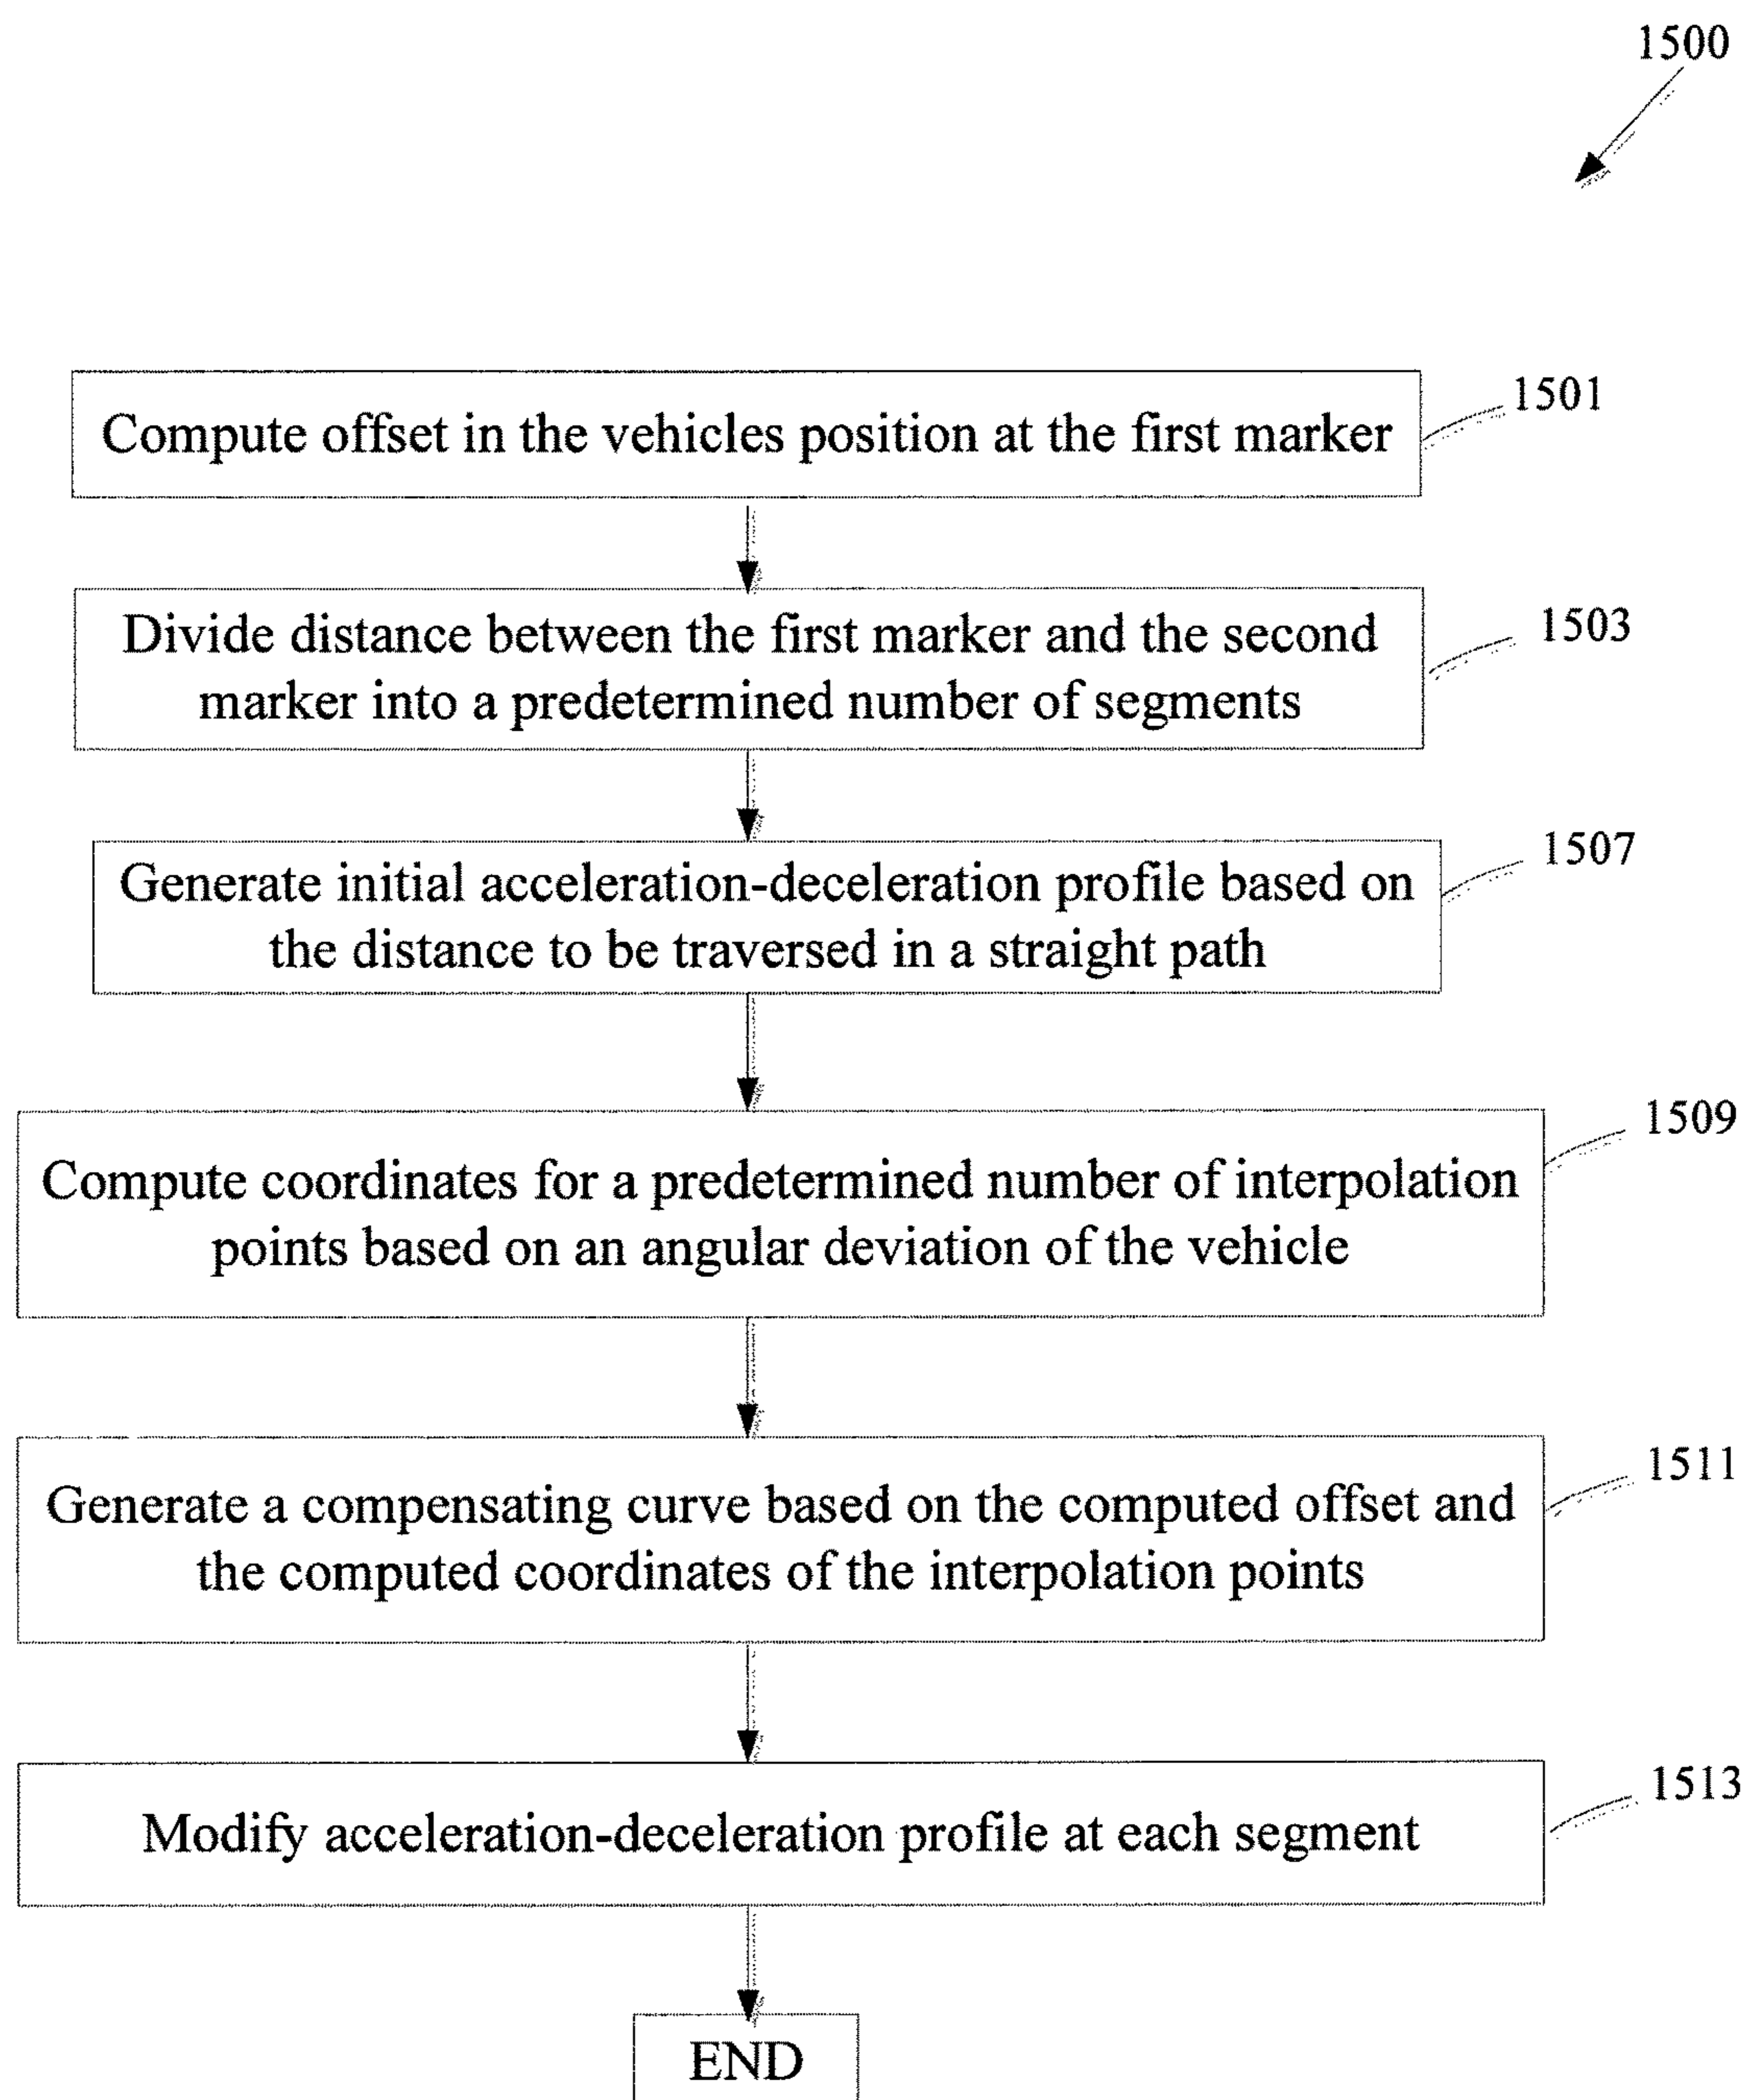 1500
Compute offset in the vehicles position at the first marker
1501
Divide distance between the first marker and the second
marker into a predetermined number of segments
1503
Generate initial acceleration-deceleration profile based on
the distance to be traversed in a straight path
1507
Compute coordinates for a predetermined number of interpolation
points based on an angular deviation of the vehicle
1509
Generate a compensating curve based on the computed offset and
the computed coordinates of the interpolation points
1511
Modify acceleration-deceleration profile at each segment
1513
END